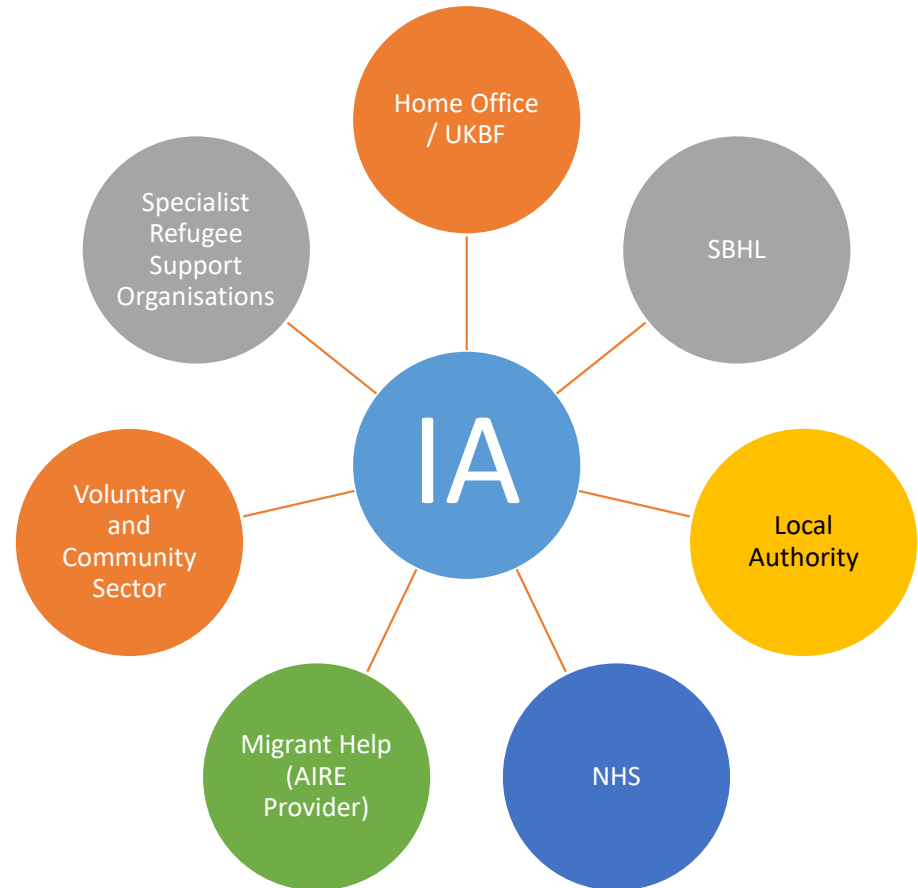 Home Office
/ UKBF
Specialist
Refugee
Support
Organisations
SBHL
IA
Voluntary
and
Community
Sector
Local
Authority
Migrant Help
(AIRE
Provider)
NHS